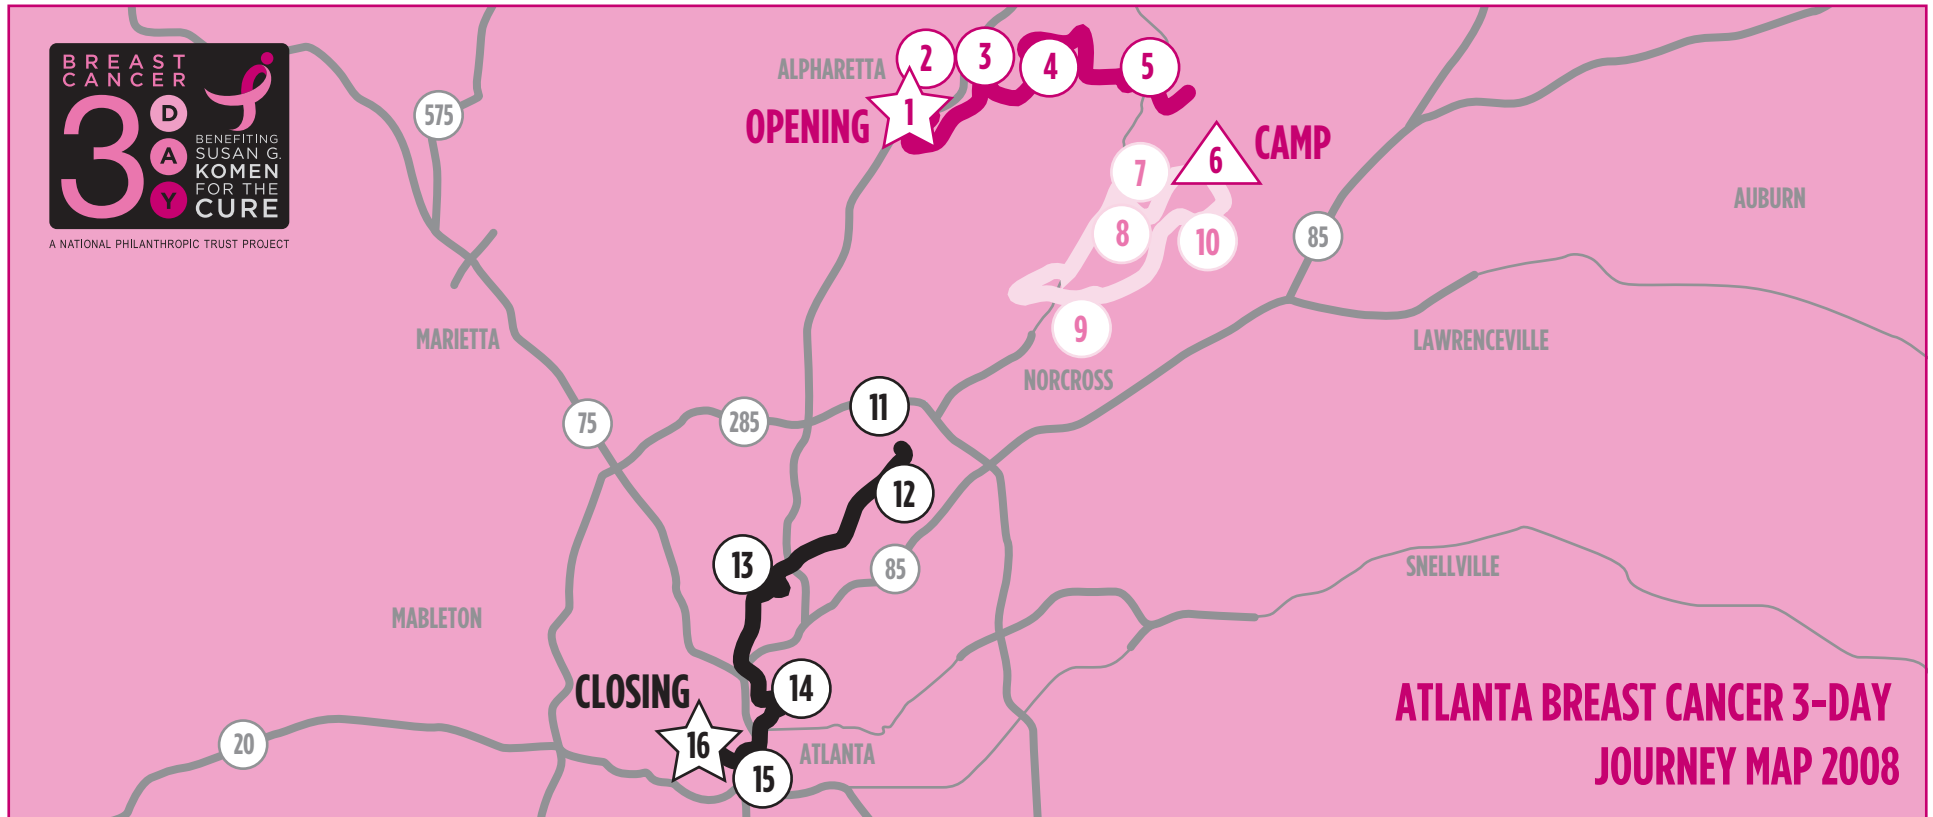 BREAST
CANCER
3
D
A
Y
BENEFITING
SUSAN G.
KOMEN
FOR THE
CURE
A NATIONAL PHILANTHROPIC TRUST PROJECT
575
ALPHARETTA
2
3
4
5
OPENING
1
6
CAMP
7
8
10
9
85
AUBURN
MARIETTA
LAWRENCEVILLE
NORCROSS
75
285
11
12
13
85
SNELLVILLE
MABLETON
CLOSING
14
16
15
ATLANTA
20
ATLANTA BREAST CANCER 3-DAY
JOURNEY MAP 2008